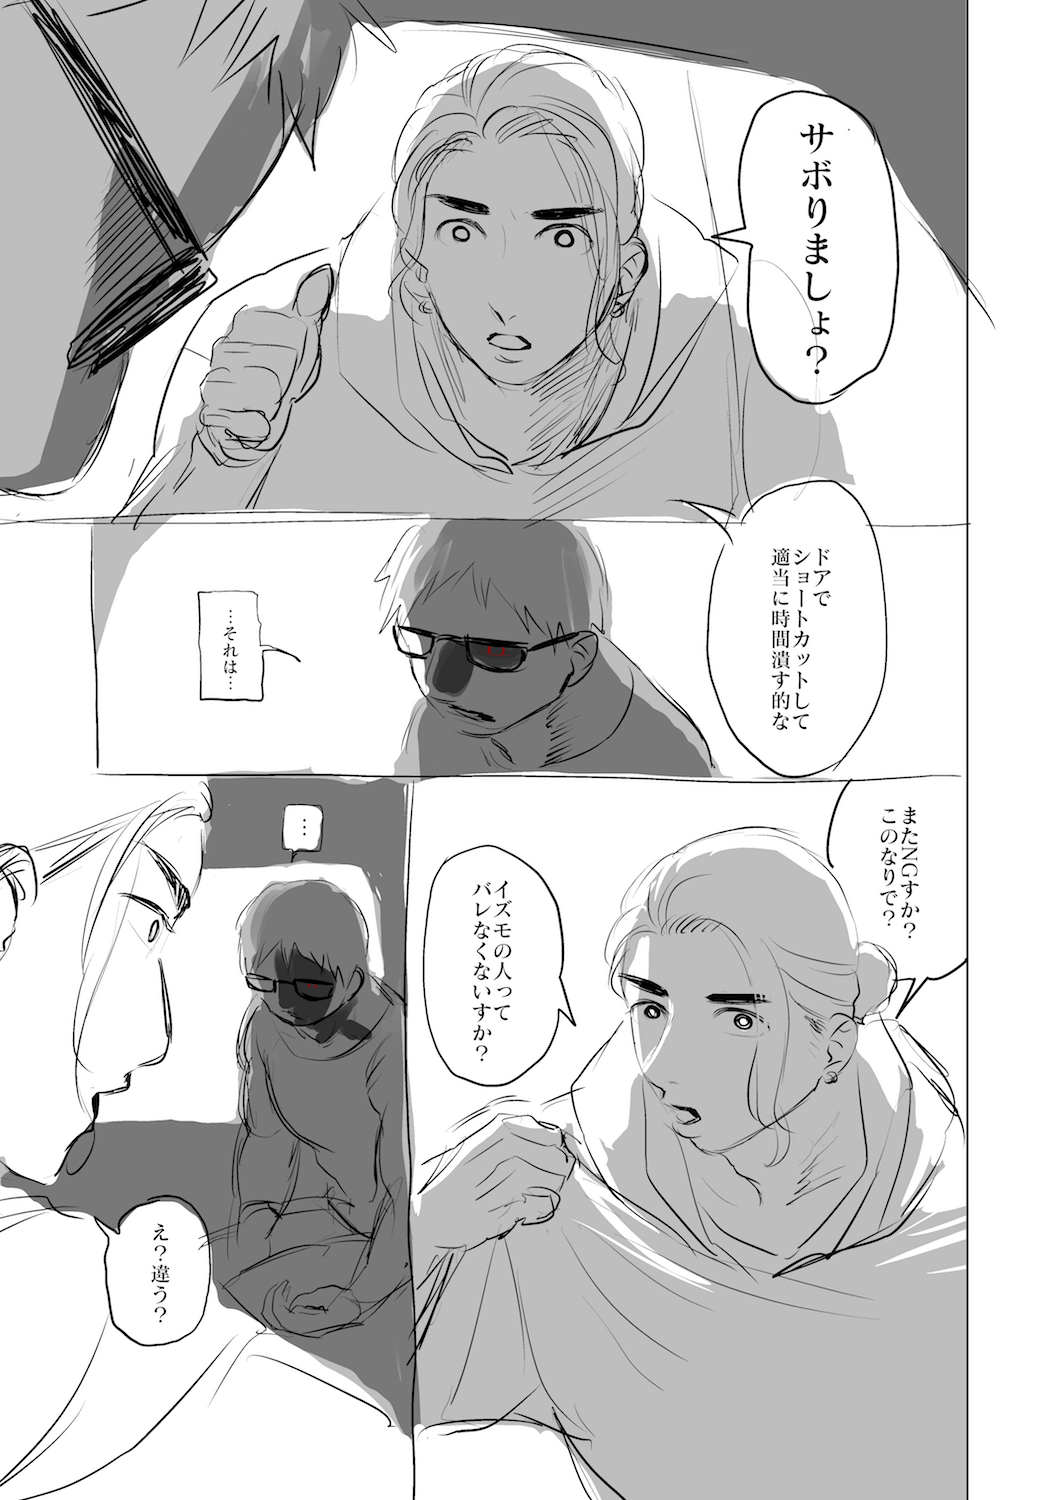 サボりましょ？
ドアで
ショートカットして
適当に時間潰す的な
…それは…
またNGすか？
このなりで？
イズモの人って
バレなくないすか？
…
え？違う？